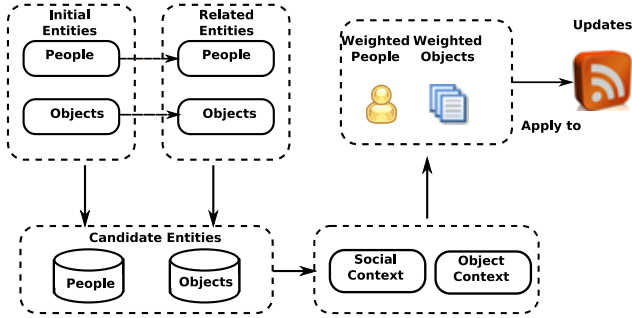 Initial
Entities
People
Objects
Related
Entities
People
Objects
Weighted
People
Weighted
Objects
Updates
Apply to
Candidate Entities
People
Objects
Social
Context
Object
Context